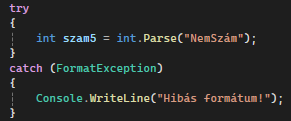 try
{
    int szam5 = int.Parse("NemSzám");
}
catch (FormatException)
{
    Console.WriteLine("Hibás formátum!");
}